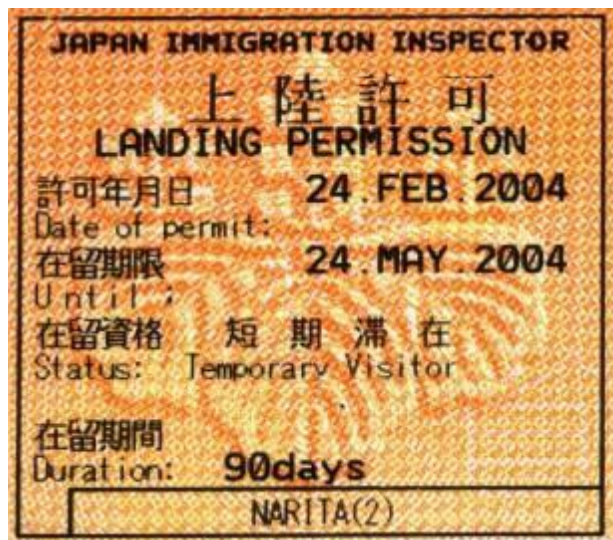 JAPAN IMMIGRATION INSPECTOR
上陸許可
LANDING PERMISSION
許可年月日 24.FEB.2004
Date of permit:
在留期限 24.MAY.2004
Until ;
在留資格 短期滞在
Status: Temporary Visitor
在留期間
Duration: 90days
NARITA(2)